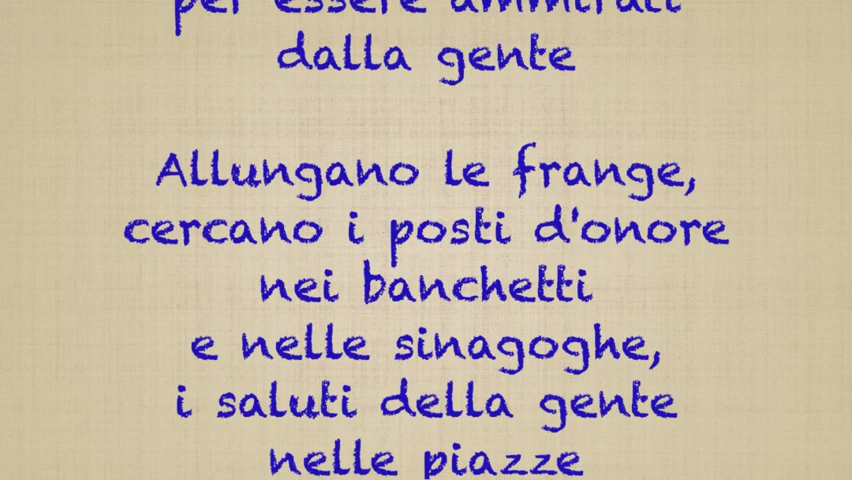 per essere ammirati
dalla gente
Allungano le frange,
cercano i posti d'onore
nei banchetti
e nelle sinagoghe,
i saluti della gente
nelle piazze